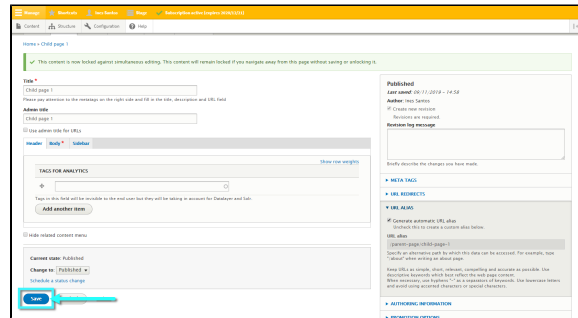 Manage Shortcuts Ines Santos Blogs Subscription active
Content Structure Configuration Help
Home » Child page 1
This content is now locked against simultaneous editing. This content will remain locked if you navigate away from this page without saving or unlocking it.
Title *
Child page 1
Please pay attention to the metatags on the right side and fill in the title, description and URL field
Admin title
Child page 1
Use admin title for URLs
Header Body * Sidebar
Show row weights
TAGS FOR ANALYTICS
Tags in this field will be invisible to the end user but they will be taking in account for Datalayer and Solr.
Add another item
Hide related content menu
Current state: Published
Change to: Published
Schedule a status change
Save
Published
Last saved: 09/11/2018 - 14:58
Author: Ines Santos
Create new revision
Revisions are required.
Revision log message
Briefly describe the changes you have made.
META TAGS
URL REDIRECTS
URL ALIAS
Generate automatic URL alias
Uncheck this to create a custom alias below.
URL alias
/parent-page/child-page-1
Specify an alternative path by which this data can be accessed. For example, type "/about" when writing an about page.
Keep URLs as simple, short, relevant, compelling and accurate as possible. Use descriptive keywords which best reflect the web page content.
When necessary, use hyphens "-" as a separators of keywords. Use lowercase letters and avoid using accented characters or special characters.
AUTHORING INFORMATION
PROMOTION OPTIONS